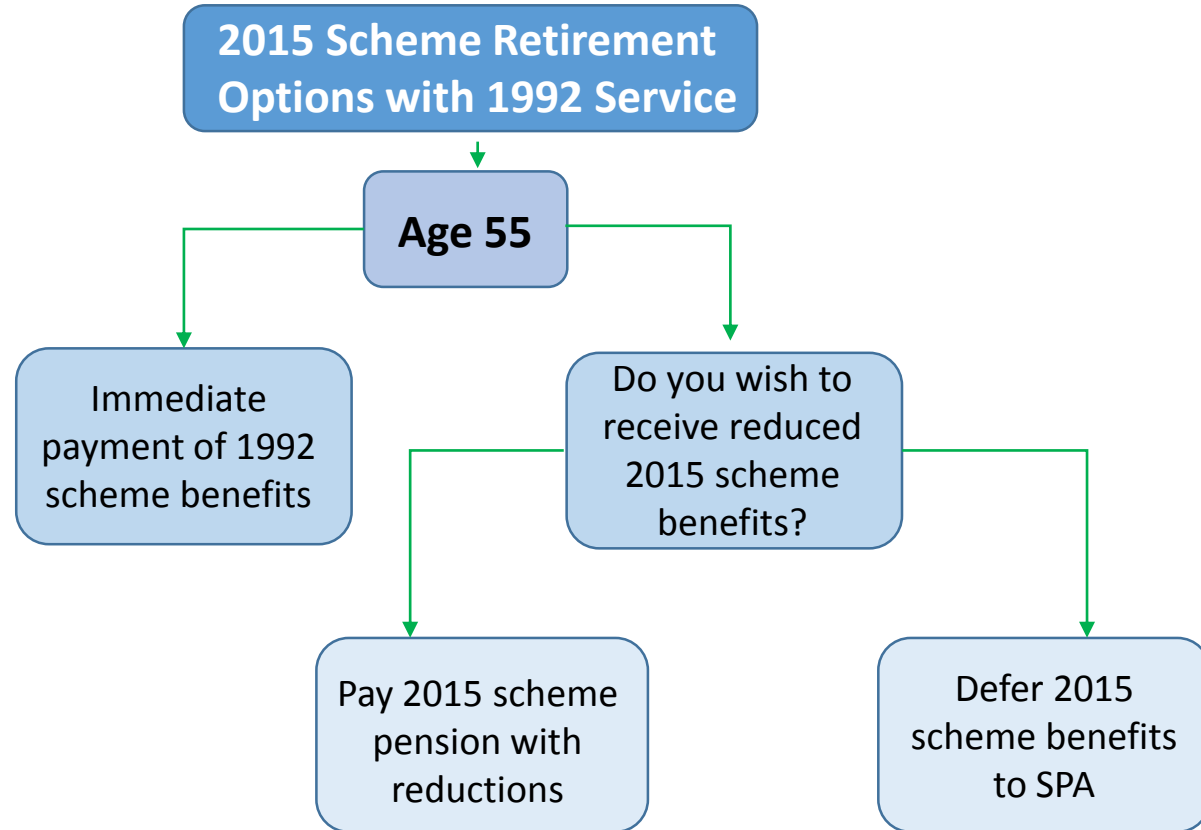 2015 Scheme Retirement
Options with 1992 Service
Age 55
Immediate
payment of 1992
scheme benefits
Do you wish to
receive reduced
2015 scheme
benefits?
Pay 2015 scheme
pension with
reductions
Defer 2015
scheme benefits
to SPA